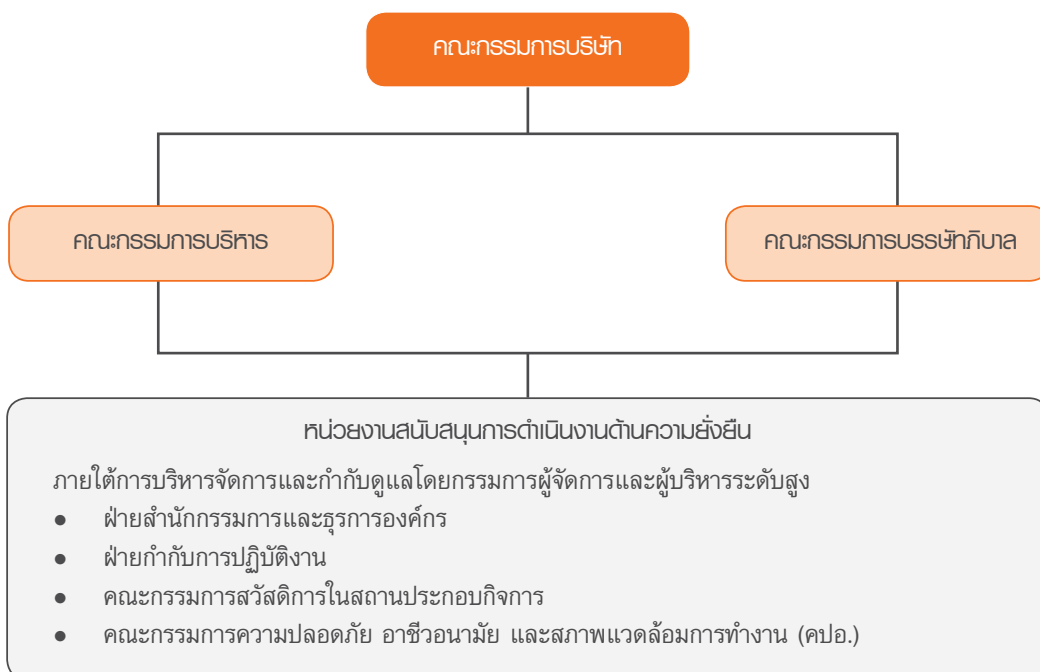 คณะกรรมการบริษัท
คณะกรรมการบริหาร
คณะกรรมการบรรษัทภิบาล
หน่วยงานสนับสนุนการดำเนินงานด้านความยั่งยืน
ภายใต้การบริหารจัดการและกำกับดูแลโดยกรรมการผู้จัดการและผู้บริหารระดับสูง
● ฝ่ายสำนักกรรมการและธุรการองค์กร
● ฝ่ายกำกับการปฏิบัติงาน
● คณะกรรมการสวัสดิการในสถานประกอบกิจการ
● คณะกรรมการความปลอดภัย อาชีวอนามัย และสภาพแวดล้อมการทำงาน (คปอ.)